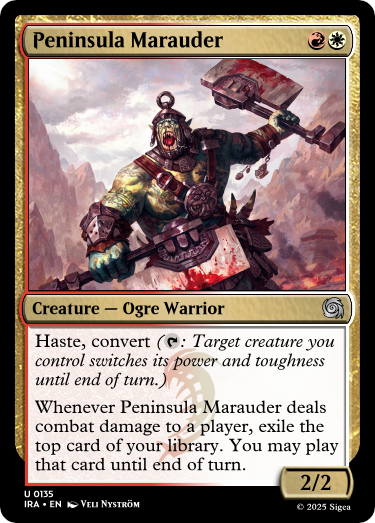 Peninsula Marauder
Creature — Ogre Warrior
Haste, convert (: Target creature you
control switches its power and toughness
until end of turn.)
Whenever Peninsula Marauder deals
combat damage to a player, exile the
top card of your library. You may play
that card until end of turn.
2/2
U 0135
IRA • EN Veli Nyström
© 2025 Sigea